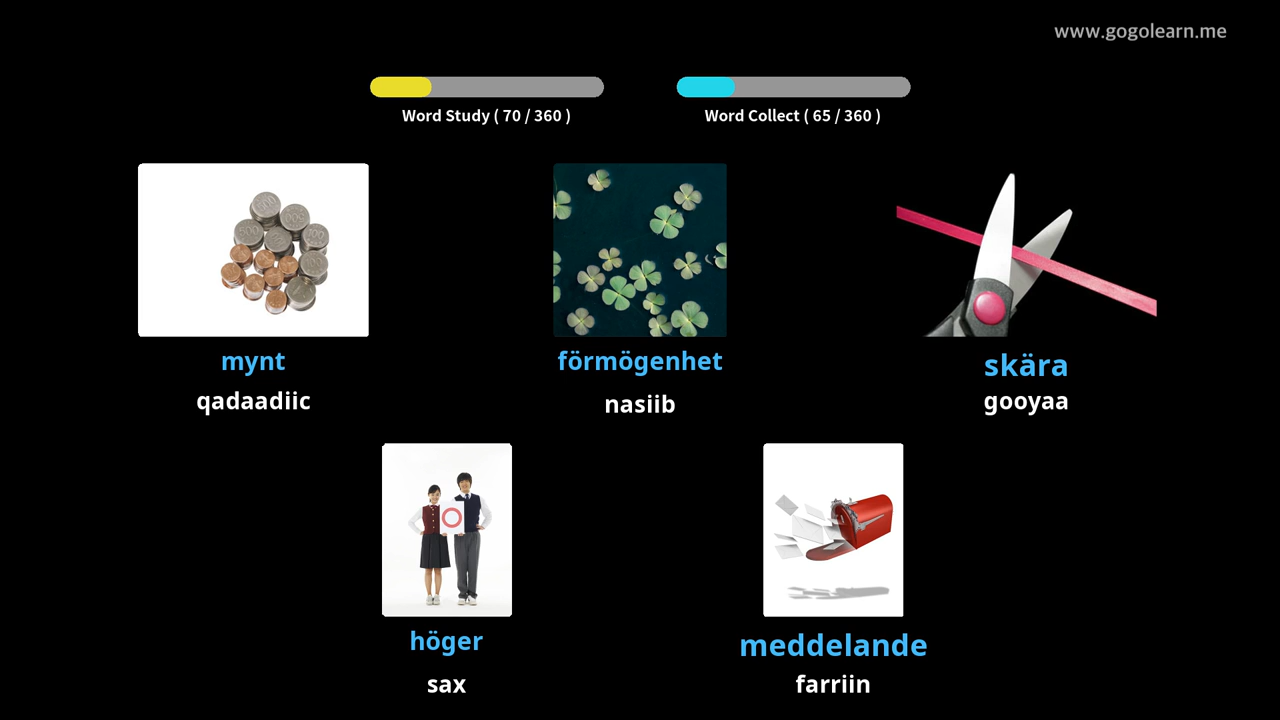 www.gogolearn.me
Word Study ( 70 / 360 )
Word Collect ( 65 / 360 )
mynt
qadaadiic
förmögenhet
nasiib
skära
gooyaa
höger
sax
meddelande
farriin